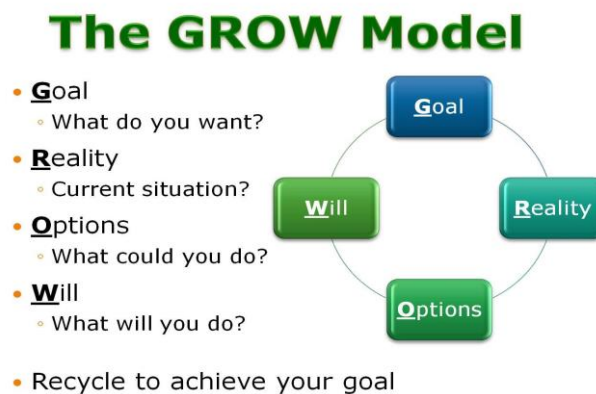 The GROW Model
• Goal
◦ What do you want?
• Reality
◦ Current situation?
• Options
◦ What could you do?
• Will
◦ What will you do?
• Recycle to achieve your goal
Goal
Reality
Options
Will